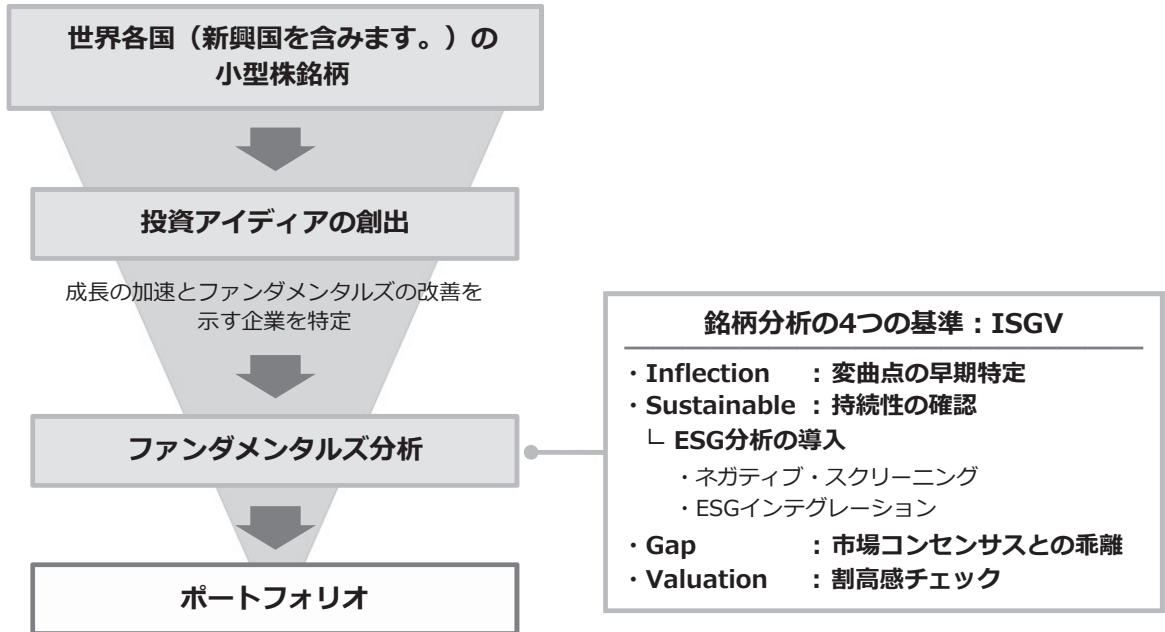 世界各国（新興国を含みます。）の
小型株銘柄
投資アイディアの創出
成長の加速とファンダメンタルズの改善を
示す企業を特定
ファンダメンタルズ分析
ポートフォリオ
銘柄分析の4つの基準：ISGV
・Inflection ：変曲点の早期特定
・Sustainable ：持続性の確認
∟ ESG分析の導入
・ネガティブ・スクリーニング
・ESGインテグレーション
・Gap ：市場コンセンサスとの乖離
・Valuation ：割高感チェック